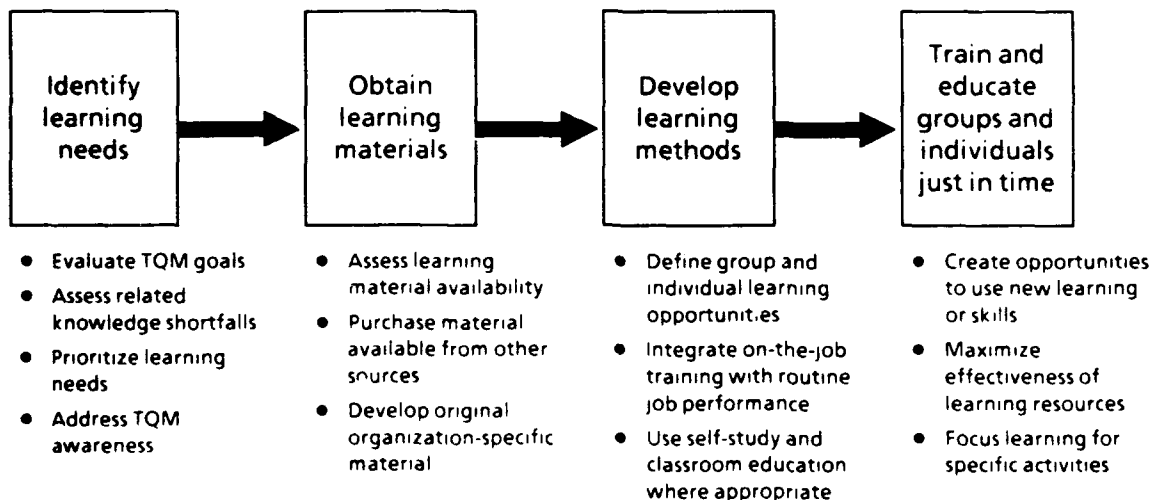 Identify
learning
needs
Obtain
learning
materials
Develop
learning
methods
Train and
educate
groups and
individuals
just in time
● Evaluate TQM goals
● Assess related
knowledge shortfalls
● Prioritize learning
needs
● Address TQM
awareness
● Assess learning
material availability
● Purchase material
available from other
sources
● Develop original
organization-specific
material
● Define group and
individual learning
opportunities
● Integrate on-the-job
training with routine
job performance
● Use self-study and
classroom education
where appropriate
● Create opportunities
to use new learning
or skills
● Maximize
effectiveness of
learning resources
● Focus learning for
specific activities